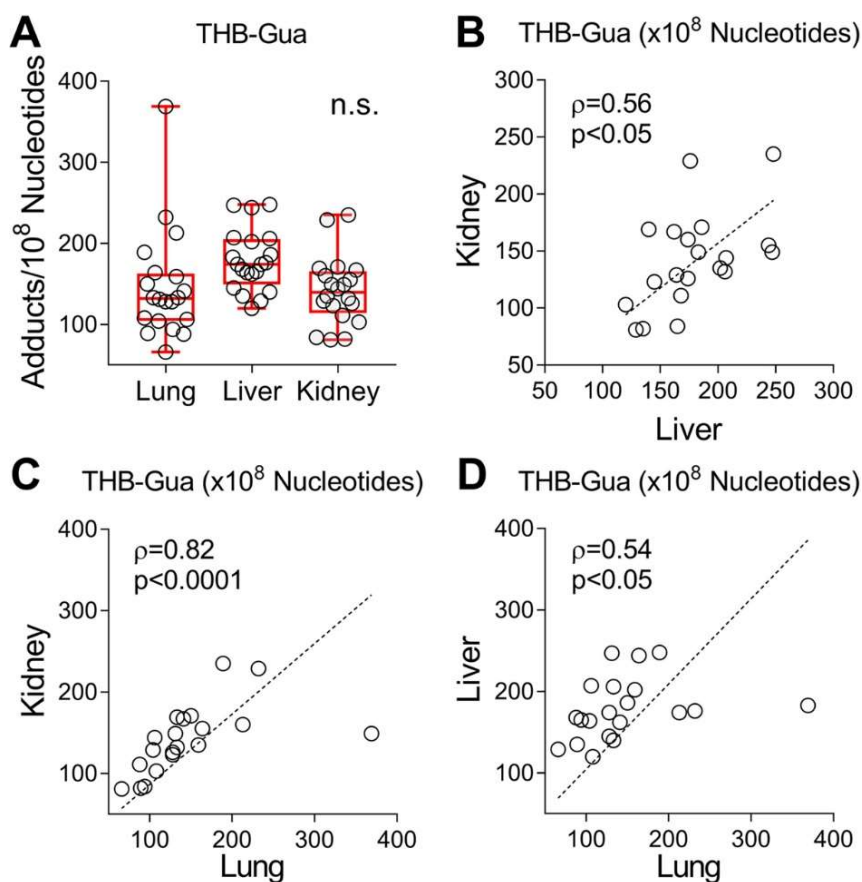 A
THB-Gua
Adducts/10⁸ Nucleotides
400
300
200
100
n.s.
Lung Liver Kidney
B
THB-Gua (x10⁸ Nucleotides)
ρ=0.56
p<0.05
Kidney
300
250
200
150
100
50
50 100 150 200 250 300
Liver
C
THB-Gua (x10⁸ Nucleotides)
ρ=0.82
p<0.0001
Kidney
400
300
200
100
100 200 300 400
Lung
D
THB-Gua (x10⁸ Nucleotides)
ρ=0.54
p<0.05
Liver
400
300
200
100
100 200 300 400
Lung